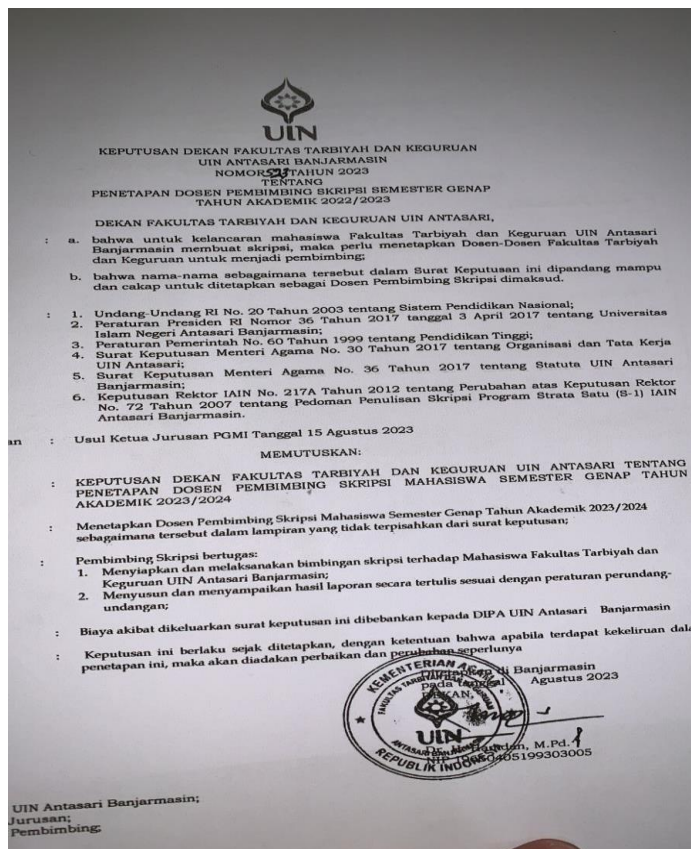 UIN
KEPUTUSAN DEKAN FAKULTAS TARBIYAH DAN KEGURUAN
UIN ANTASARI BANJARMASIN
NOMOR 523 TAHUN 2023
TENTANG
PENETAPAN DOSEN PEMBIMBING SKRIPSI SEMESTER GENAP
TAHUN AKADEMIK 2022/2023
DEKAN FAKULTAS TARBIYAH DAN KEGURUAN UIN ANTASARI,
: a. bahwa untuk kelancaran mahasiswa Fakultas Tarbiyah dan Keguruan UIN Antasari
Banjarmasin membuat skripsi, maka perlu menetapkan Dosen-Dosen Fakultas Tarbiyah
dan Keguruan untuk menjadi pembimbing;
b. bahwa nama-nama sebagaimana tersebut dalam Surat Keputusan ini dipandang mampu
dan cakap untuk ditetapkan sebagai Dosen Pembimbing Skripsi dimaksud.
: 1. Undang-Undang RI No. 20 Tahun 2003 tentang Sistem Pendidikan Nasional;
2. Peraturan Presiden RI Nomor 36 Tahun 2017 tanggal 3 April 2017 tentang Universitas
Islam Negeri Antasari Banjarmasin;
3. Peraturan Pemerintah No. 60 Tahun 1999 tentang Pendidikan Tinggi;
4. Surat Keputusan Menteri Agama No. 30 Tahun 2017 tentang Organisasi dan Tata Kerja
UIN Antasari;
5. Surat Keputusan Menteri Agama No. 36 Tahun 2017 tentang Statuta UIN Antasari
Banjarmasin;
6. Keputusan Rektor IAIN No. 217A Tahun 2012 tentang Perubahan atas Keputusan Rektor
No. 72 Tahun 2007 tentang Pedoman Penulisan Skripsi Program Strata Satu (S-1) IAIN
Antasari Banjarmasin.
an : Usul Ketua Jurusan PGMI Tanggal 15 Agustus 2023
MEMUTUSKAN:
: KEPUTUSAN DEKAN FAKULTAS TARBIYAH DAN KEGURUAN UIN ANTASARI TENTANG
PENETAPAN DOSEN PEMBIMBING SKRIPSI MAHASISWA SEMESTER GENAP TAHUN
AKADEMIK 2023/2024
: Menetapkan Dosen Pembimbing Skripsi Mahasiswa Semester Genap Tahun Akademik 2023/2024
sebagaimana tersebut dalam lampiran yang tidak terpisahkan dari surat keputusan;
: Pembimbing Skripsi bertugas:
1. Menyiapkan dan melaksanakan bimbingan skripsi terhadap Mahasiswa Fakultas Tarbiyah dan
Keguruan UIN Antasari Banjarmasin;
2. Menyusun dan menyampaikan hasil laporan secara tertulis sesuai dengan peraturan perundang-
undangan;
: Biaya akibat dikeluarkan surat keputusan ini dibebankan kepada DIPA UIN Antasari Banjarmasin
: Keputusan ini berlaku sejak ditetapkan, dengan ketentuan bahwa apabila terdapat kekeliruan dala
penetapan ini, maka akan diadakan perbaikan dan perubahan seperlunya
di Banjarmasin
pada tanggal Agustus 2023
DEKAN,
KEMENTERIAN AGAMA
FAKULTAS TARBIYAH DAN KEGURUAN
UIN
ANTASARI
REPUBLIK INDONESIA
M.Pd.
UIN Antasari Banjarmasin;
Jurusan;
Pembimbing;